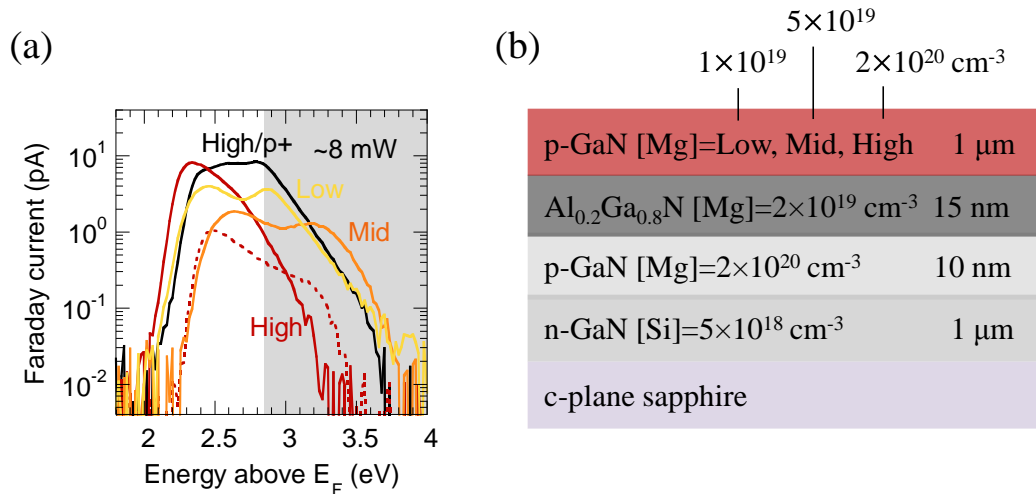 (a)
Faraday current (pA)
10¹
10⁰
10⁻¹
10⁻²
High/p+ ~8 mW
Low
Mid
High
2 2.5 3 3.5 4
Energy above E_F (eV)
(b)
5×10¹⁹
1×10¹⁹ 2×10²⁰ cm⁻³
p-GaN [Mg]=Low, Mid, High 1 μm
Al₀.₂Ga₀.₈N [Mg]=2×10¹⁹ cm⁻³ 15 nm
p-GaN [Mg]=2×10²⁰ cm⁻³ 10 nm
n-GaN [Si]=5×10¹⁸ cm⁻³ 1 μm
c-plane sapphire